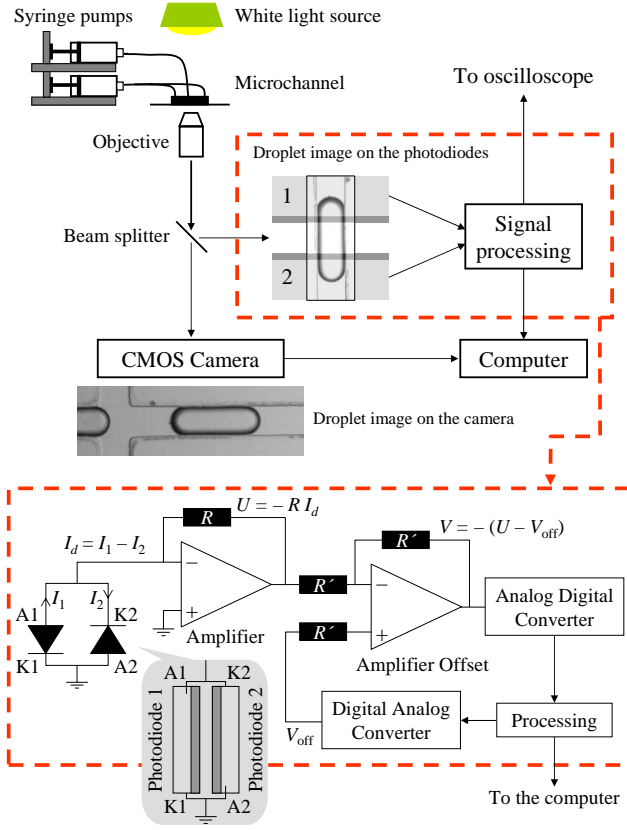 Syringe pumps
White light source
Microchannel
To oscilloscope
Objective
Droplet image on the photodiodes
1
Signal
processing
Beam splitter
2
CMOS Camera
Computer
Droplet image on the camera
R
U = − R I_d
V = − (U − V_off)
I_d = I_1 − I_2
R´
−
−
I_1
I_2
R´
Analog Digital
Converter
A1
K2
+
R´
+
Amplifier
K1
A2
Amplifier Offset
A1
K2
Photodiode 1
Photodiode 2
V_off
Digital Analog
Converter
Processing
K1
A2
To the computer